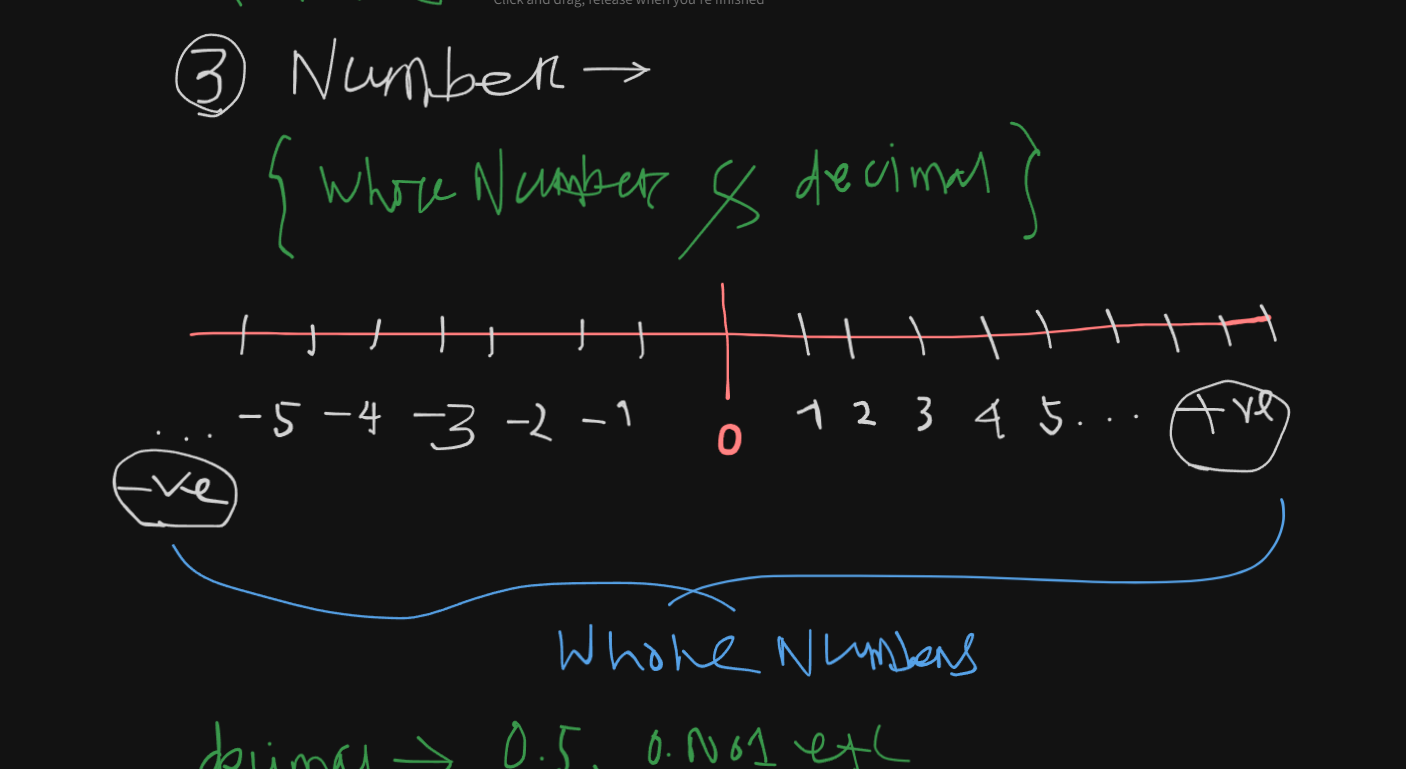 Click and drag, release when you're finished
③ Number →
{ Whole Number & decimal }
... -5 -4 -3 -2 -1 0 1 2 3 4 5 ... +ve
-ve
Whole Numbers
decimal → 0.5, 0.001 etc